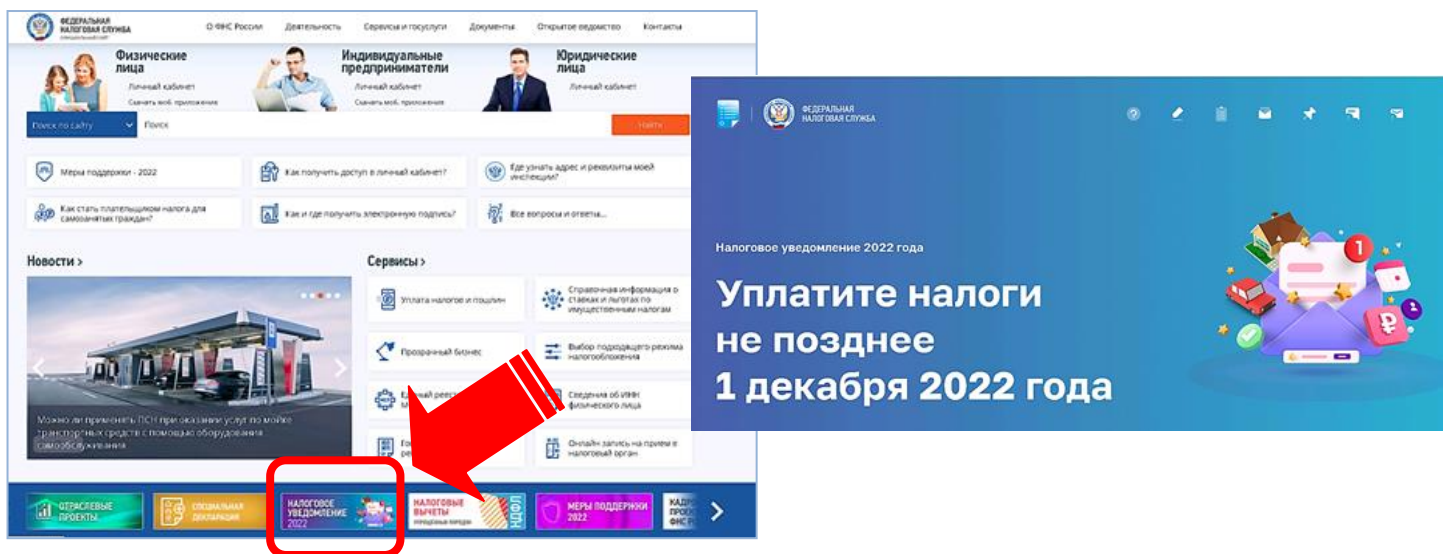 ФЕДЕРАЛЬНАЯ
НАЛОГОВАЯ СЛУЖБА
О ФНС России
Деятельность
Сервисы и госуслуги
Документы
Открытое ведомство
Контакты
Физические
лица
Личный кабинет
Скачать моб. приложение
Индивидуальные
предприниматели
Личный кабинет
Скачать моб. приложение
Юридические
лица
Личный кабинет
Поиск по сайту
Поиск
Найти
Меры поддержки - 2022
Как получить доступ в личный кабинет?
Где узнать адрес и реквизиты моей
инспекции?
Как стать плательщиком налога для
самозанятых граждан?
Как и где получить электронную подпись?
Все вопросы и ответы...
Новости >
Можно ли применять ПСН при оказании услуг по мойке
транспортных средств с помощью оборудования
самообслуживания
Сервисы >
Уплата налогов и пошлин
Справочная информация о
ставках и льготах по
имущественным налогам
Прозрачный бизнес
Выбор подходящего режима
налогообложения
Единый
Сведения об ИНН
физического лица
Онлайн запись на прием в
налоговый орган
ОТРАСЛЕВЫЕ
ПРОЕКТЫ
СПЕЦИАЛЬНАЯ
ДЕКЛАРАЦИЯ
НАЛОГОВОЕ
УВЕДОМЛЕНИЕ
2022
НАЛОГОВЫЕ
ВЫЧЕТЫ
НДФЛ
МЕРЫ ПОДДЕРЖКИ
2022
ФЕДЕРАЛЬНАЯ
НАЛОГОВАЯ СЛУЖБА
Налоговое уведомление 2022 года
Уплатите налоги
не позднее
1 декабря 2022 года
1